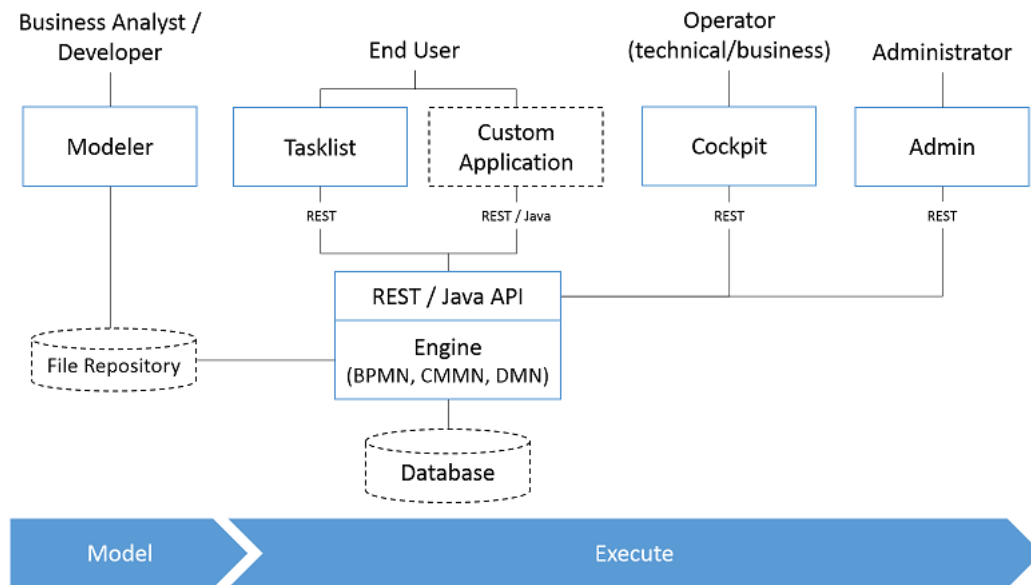 Business Analyst /
Developer
End User
Operator
(technical/business)
Administrator
Modeler
Tasklist
Custom
Application
Cockpit
Admin
REST
REST / Java
REST
REST
REST / Java API
Engine
(BPMN, CMMN, DMN)
File Repository
Database
Model
Execute